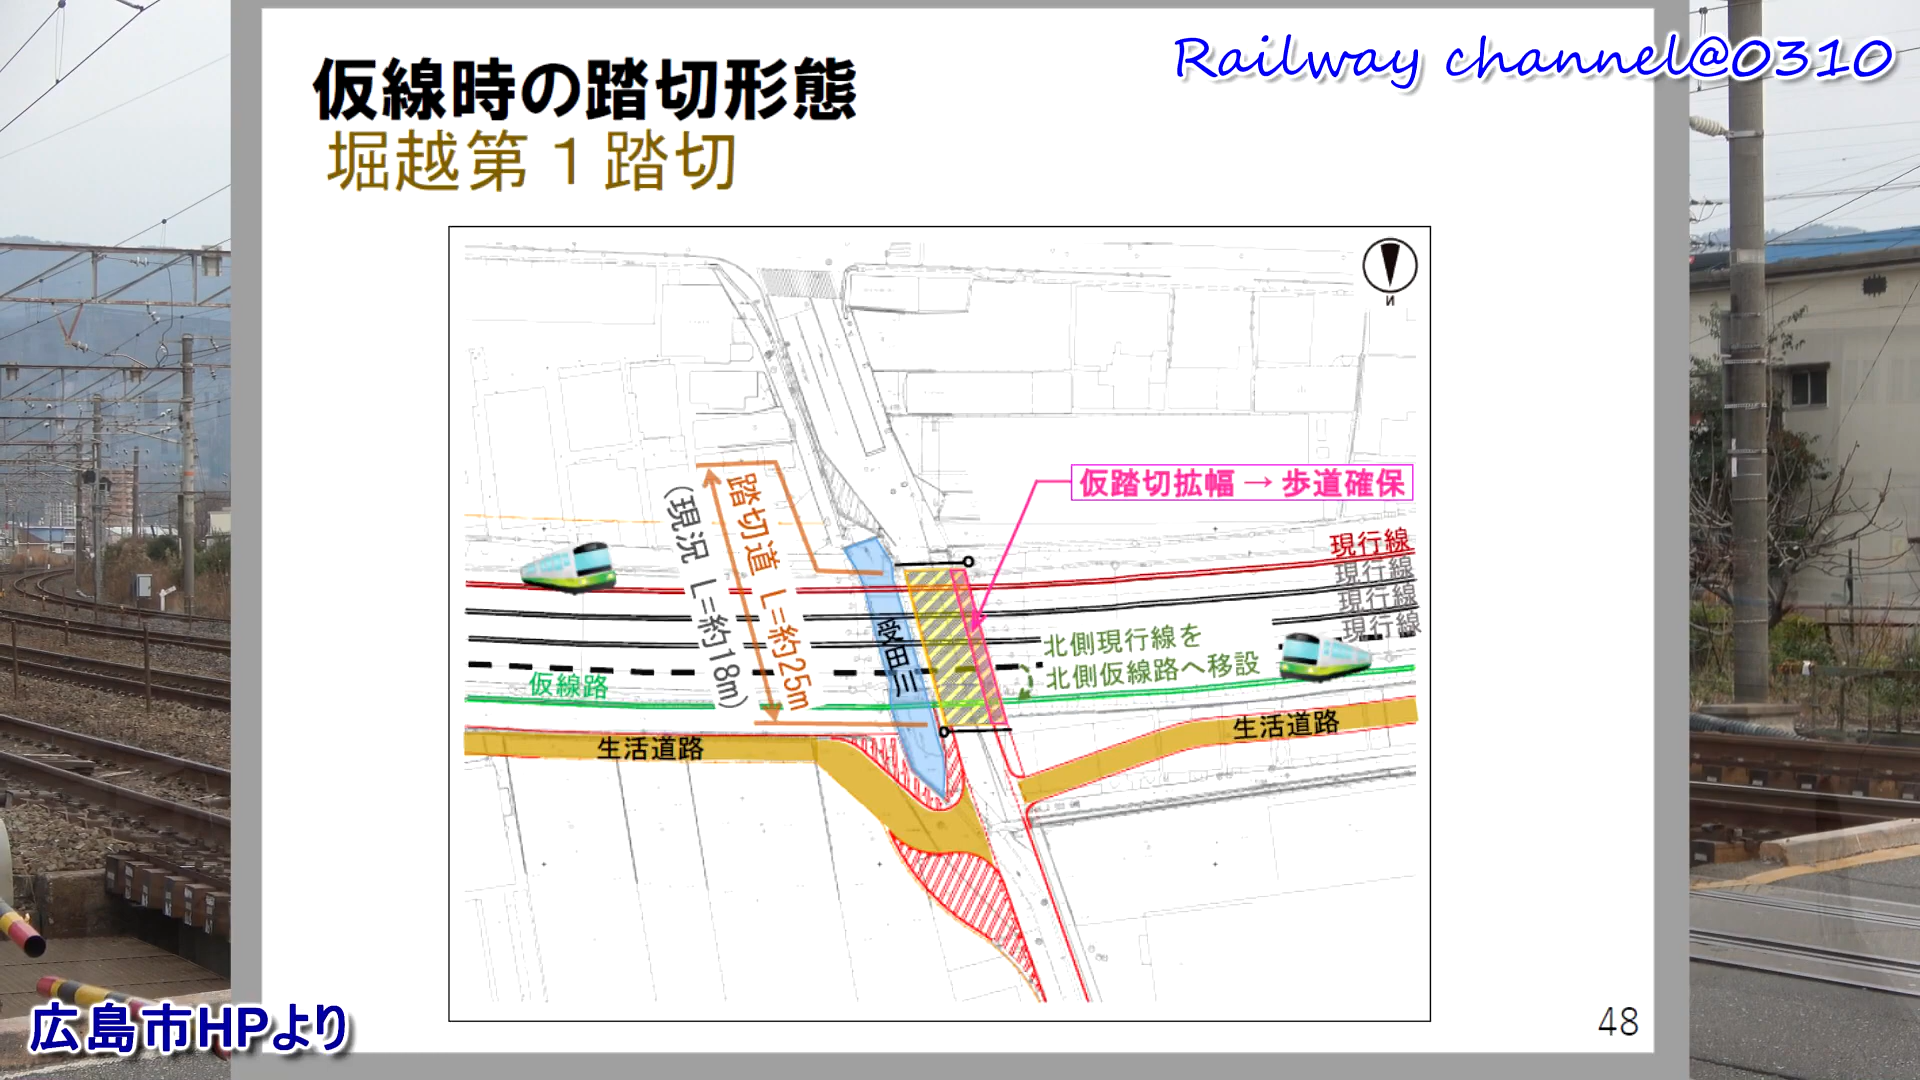 Railway channel@0310
仮線時の踏切形態
堀越第１踏切
N
仮踏切拡幅 → 歩道確保
踏切道 L=約25m
(現況 L=約18m)
現行線
現行線
現行線
現行線
受田川
北側現行線を
北側仮線路へ移設
仮線路
生活道路
生活道路
48
広島市HPより